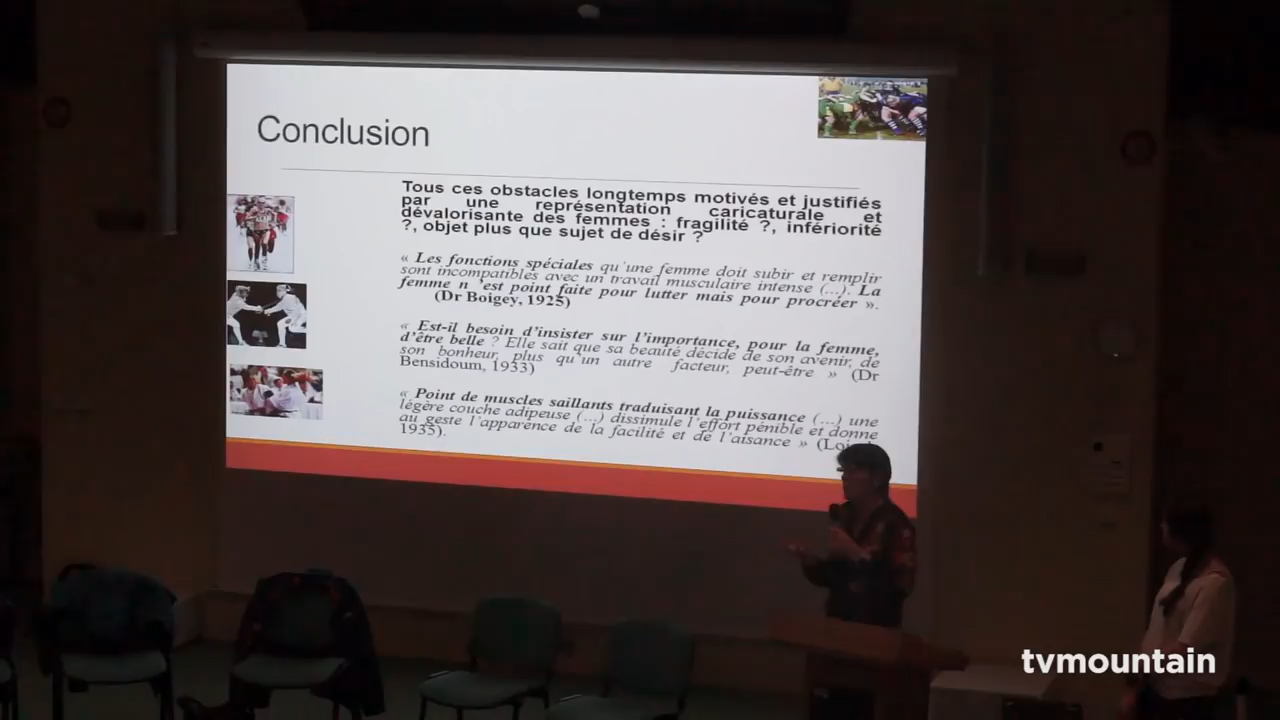 Conclusion
Tous ces obstacles longtemps motivés et justifiés
par une représentation caricaturale et
dévalorisante des femmes : fragilité ?, infériorité
?, objet plus que sujet de désir ?
« Les fonctions spéciales qu'une femme doit subir et remplir
sont incompatibles avec un travail musculaire intense (...). La
femme n 'est point faite pour lutter mais pour procréer ».
(Dr Boigey, 1925)
« Est-il besoin d'insister sur l'importance, pour la femme,
d'être belle ? Elle sait que sa beauté décide de son avenir, de
son bonheur, plus qu'un autre facteur, peut-être » (Dr
Bensidoum, 1933)
« Point de muscles saillants traduisant la puissance (...) une
légère couche adipeuse (...) dissimule l'effort pénible et donne
au geste l'apparence de la facilité et de l'aisance »
1935).
tvmountain